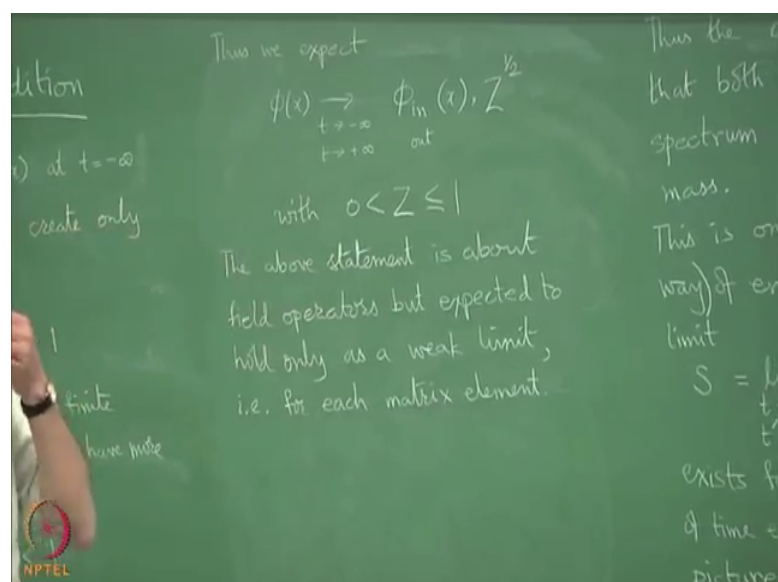 dition
x) at t=-∞
create only
1
finite
have more
Thus we expect
ϕ(x) → ϕ_in (x), Z^{1/2}
t→-∞ out
t→+∞
with 0 < Z ≤ 1
The above statement is about
field operators but expected to
hold only as a weak limit,
i.e. for each matrix element.
Thus the
that both
spectrum
mass.
This is on
way) of e
limit
S =
t
t'
exists f
of time t
picture
NPTEL